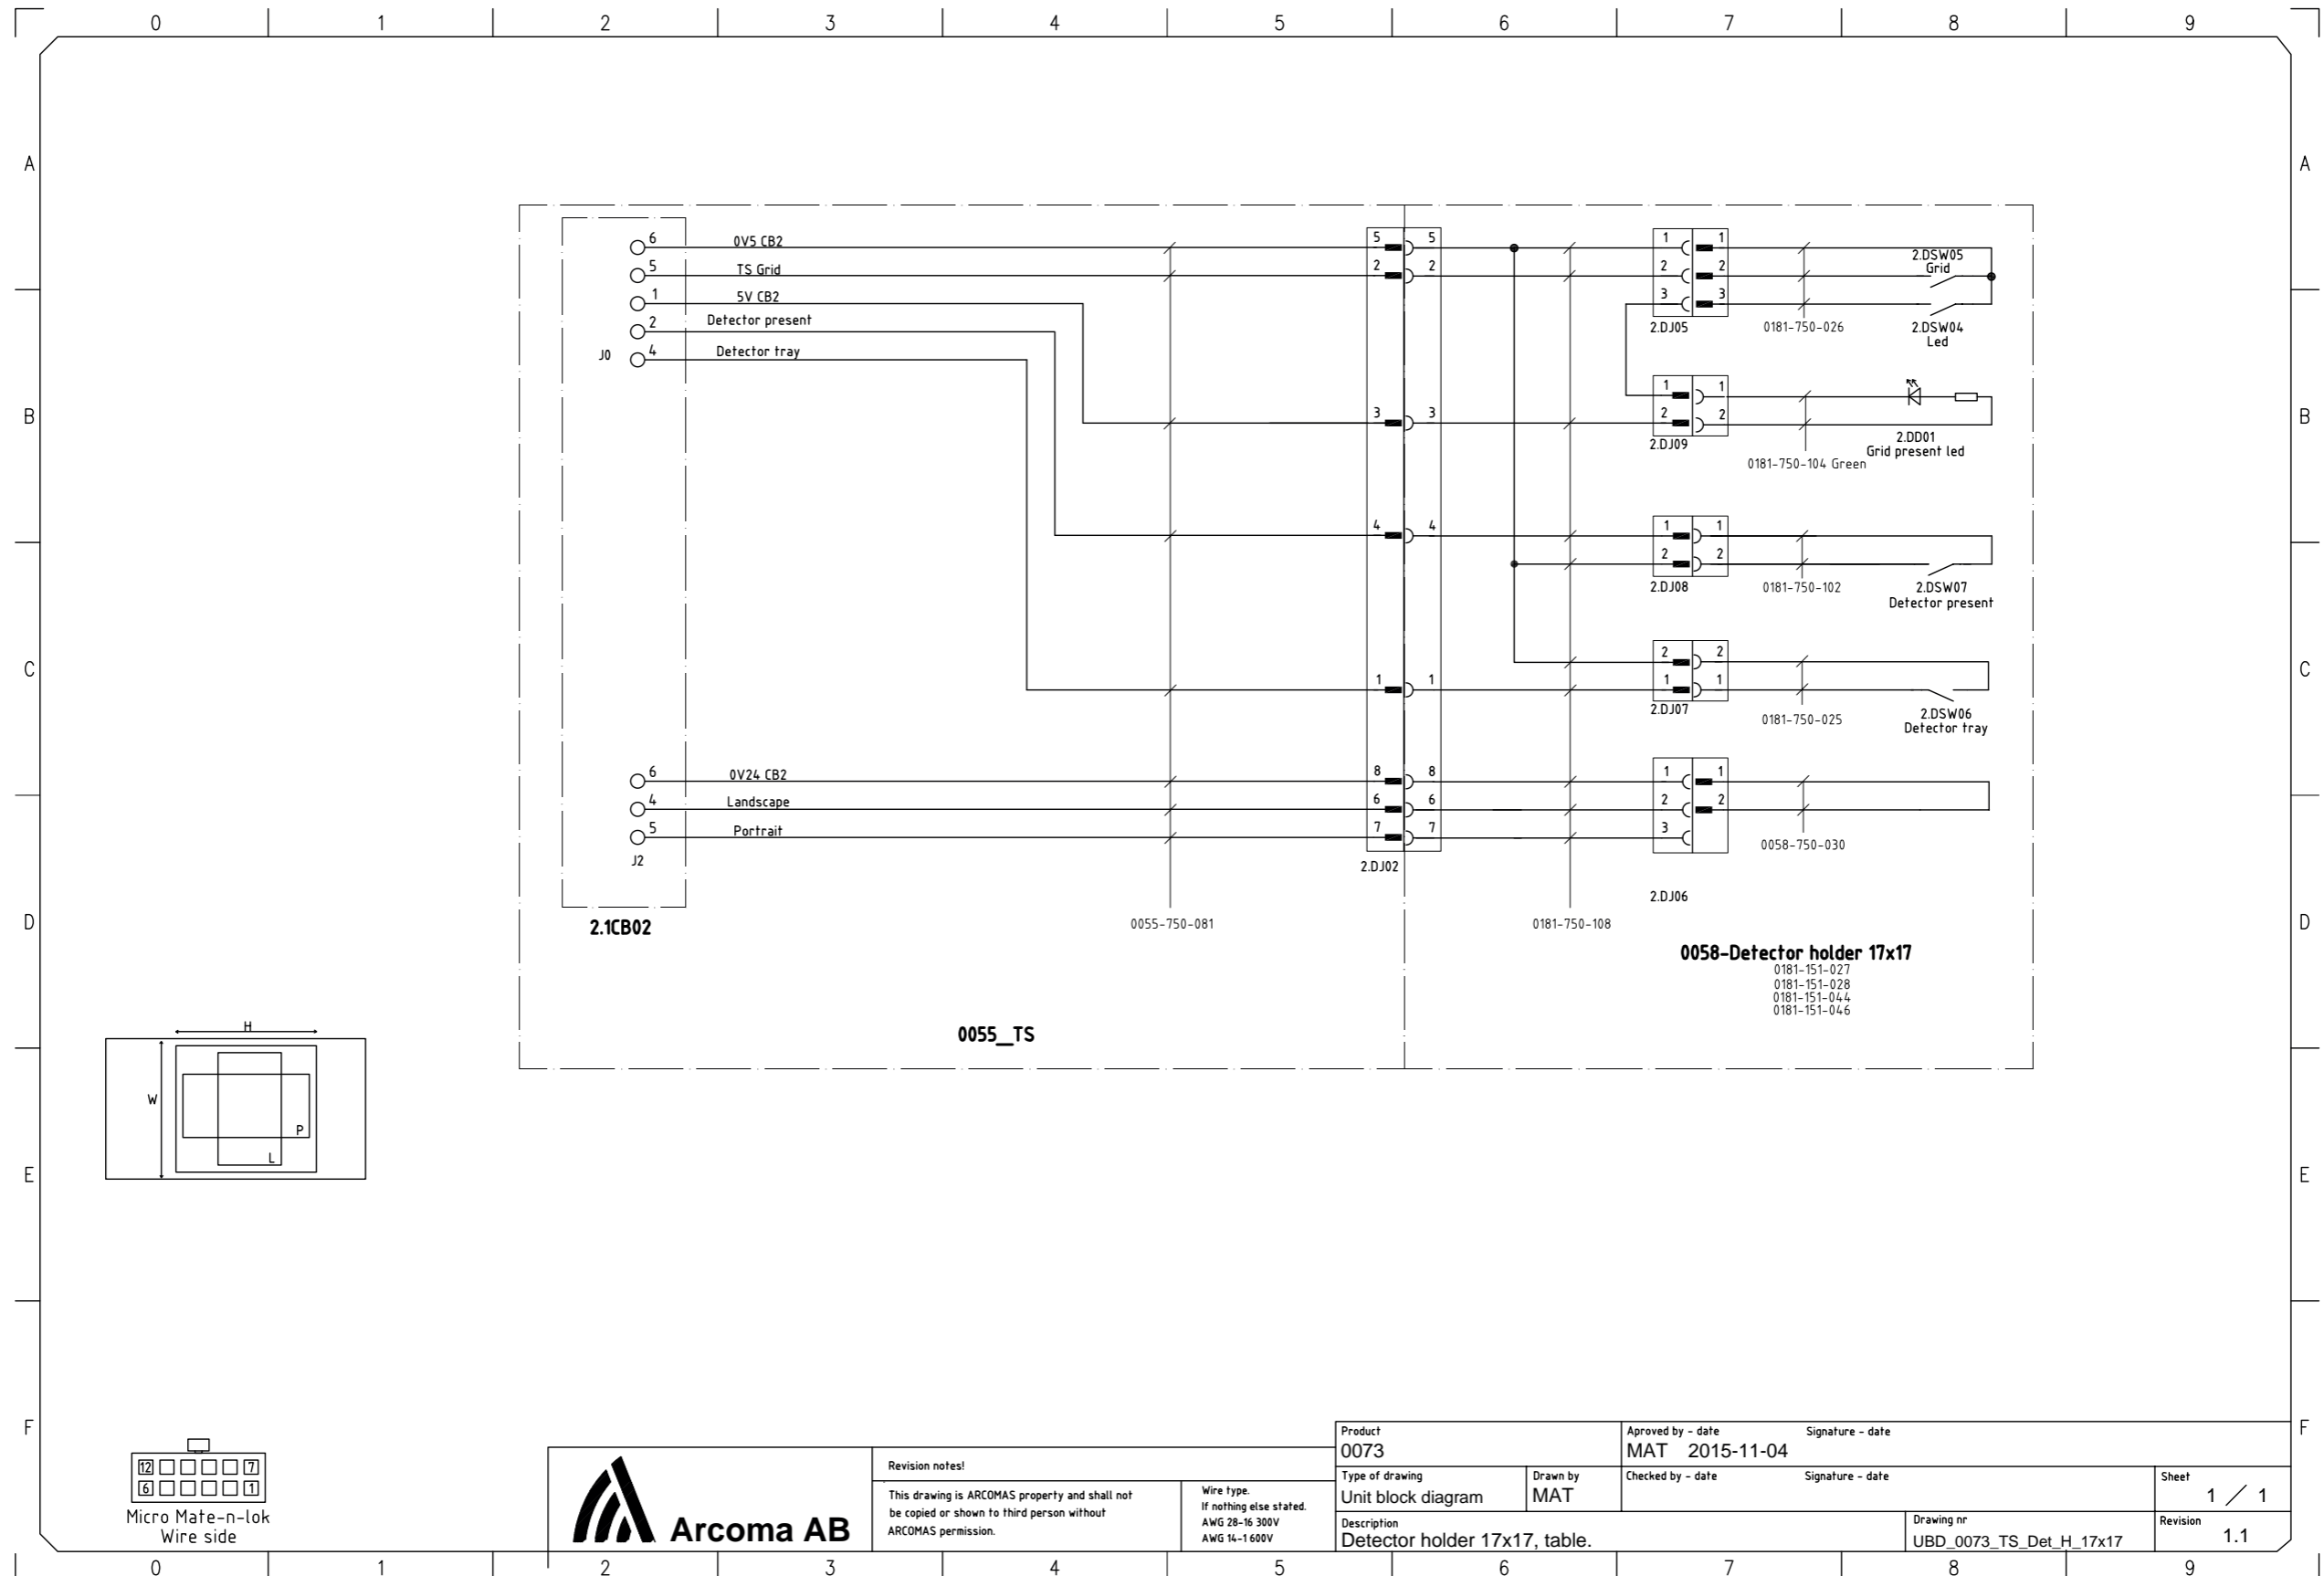 0 1 2 3 4 5 6 7 8 9
A A
B B
C C
D D
E E
F F
6 0V5 CB2 5 5 1 1
5 TS Grid 2 2 2 2
1 5V CB2 3 3
2 Detector present
J0 4 Detector tray
2.DSW05
Grid
2.DJ05 0181-750-026 2.DSW04
Led
1 1
3 3 2 2
2.DJ09 2.DD01
Grid present led
0181-750-104 Green
4 4 1 1
2 2
2.DJ08 0181-750-102 2.DSW07
Detector present
2 2
1 1 1 1
2.DJ07 0181-750-025 2.DSW06
Detector tray
6 0V24 CB2 8 8 1 1
4 Landscape 6 6 2 2
5 Portrait 7 7 3
J2 2.DJ02 0058-750-030
2.DJ06
2.1CB02 0055-750-081 0181-750-108
0058-Detector holder 17x17
0181-151-027
0181-151-028
0181-151-044
0181-151-046
0055_TS
H
W
P
L
12 7
6 1
Micro Mate-n-lok
Wire side
Arcoma AB
Revision notes!
This drawing is ARCOMAS property and shall not
be copied or shown to third person without
ARCOMAS permission.
Wire type.
If nothing else stated.
AWG 28-16 300V
AWG 14-1 600V
Product
0073
Aproved by - date Signature - date
MAT 2015-11-04
Type of drawing
Unit block diagram
Drawn by
MAT
Checked by - date Signature - date
Sheet
1 / 1
Description
Detector holder 17x17, table.
Drawing nr
UBD_0073_TS_Det_H_17x17
Revision
1.1
0 1 2 3 4 5 6 7 8 9